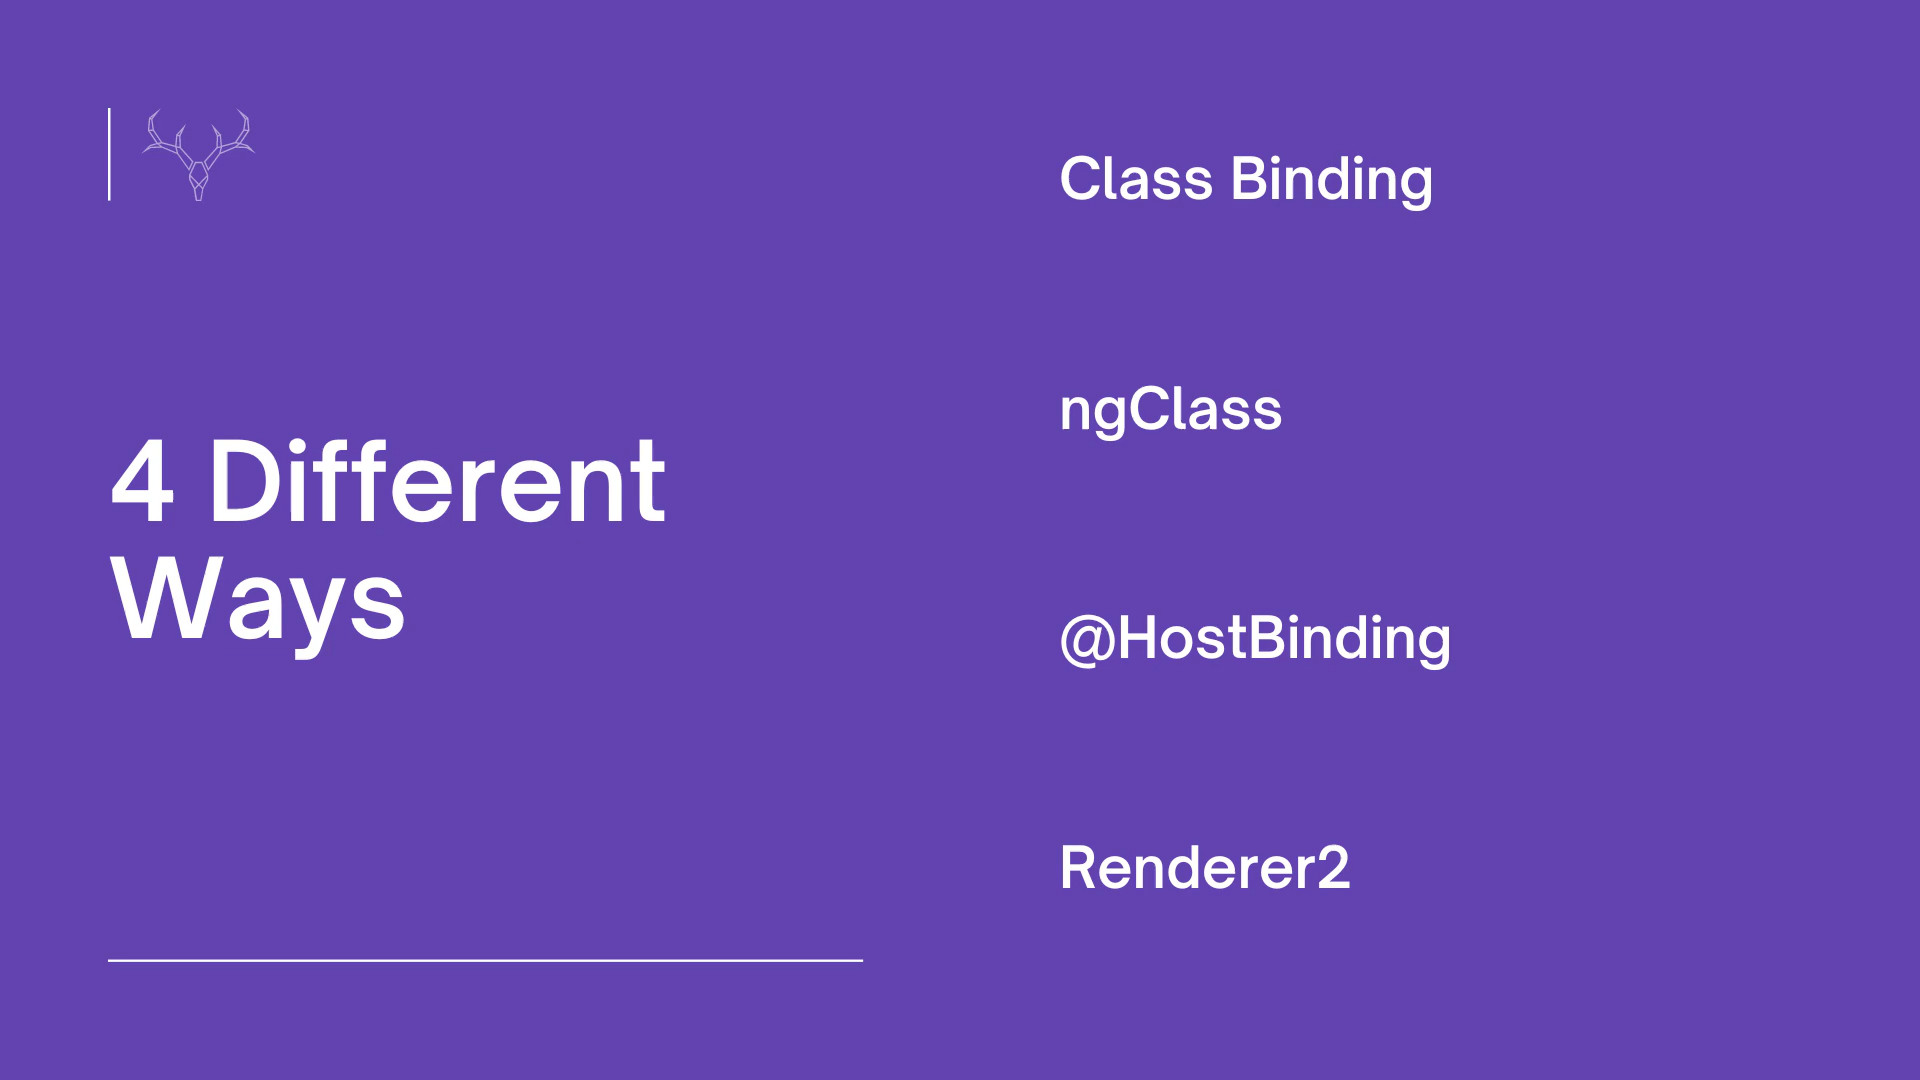 4 Different
Ways
Class Binding
ngClass
@HostBinding
Renderer2